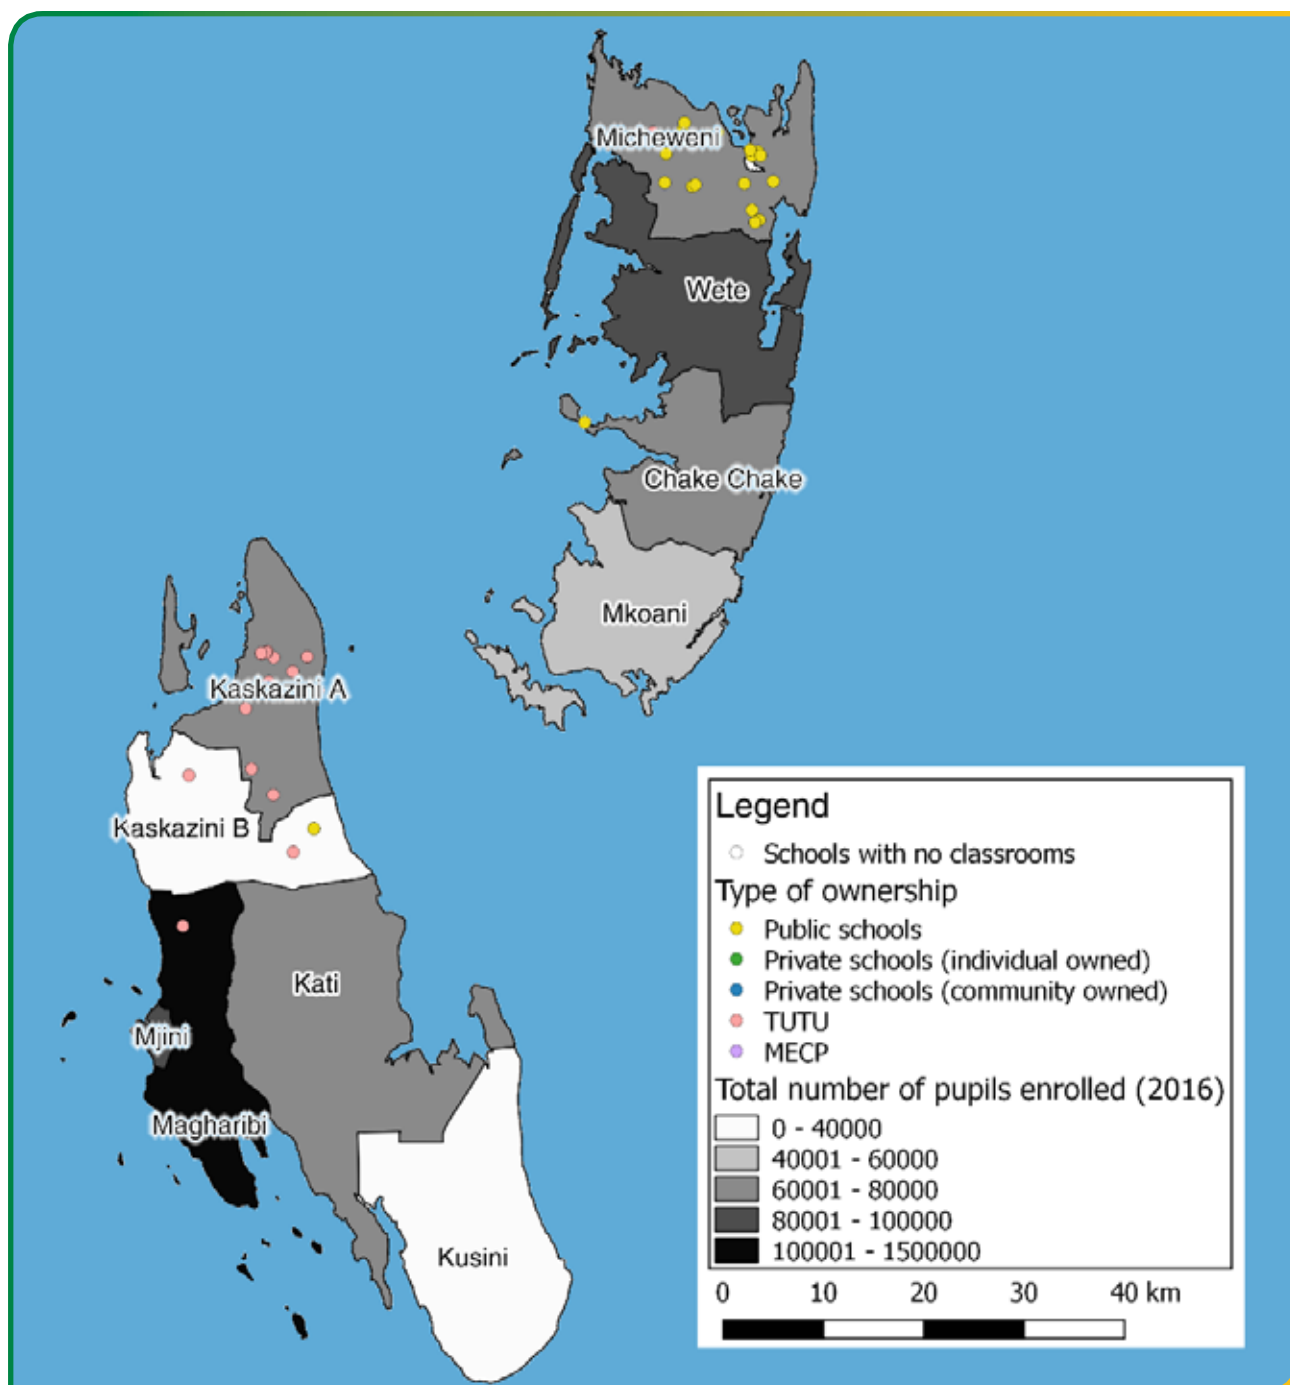 Micheweni
Wete
Chake Chake
Mkoani
Kaskazini A
Kaskazini B
Kati
Mjini
Magharibi
Kusini
Legend
Schools with no classrooms
Type of ownership
Public schools
Private schools (individual owned)
Private schools (community owned)
TUTU
MECP
Total number of pupils enrolled (2016)
0 - 40000
40001 - 60000
60001 - 80000
80001 - 100000
100001 - 1500000
0 10 20 30 40 km